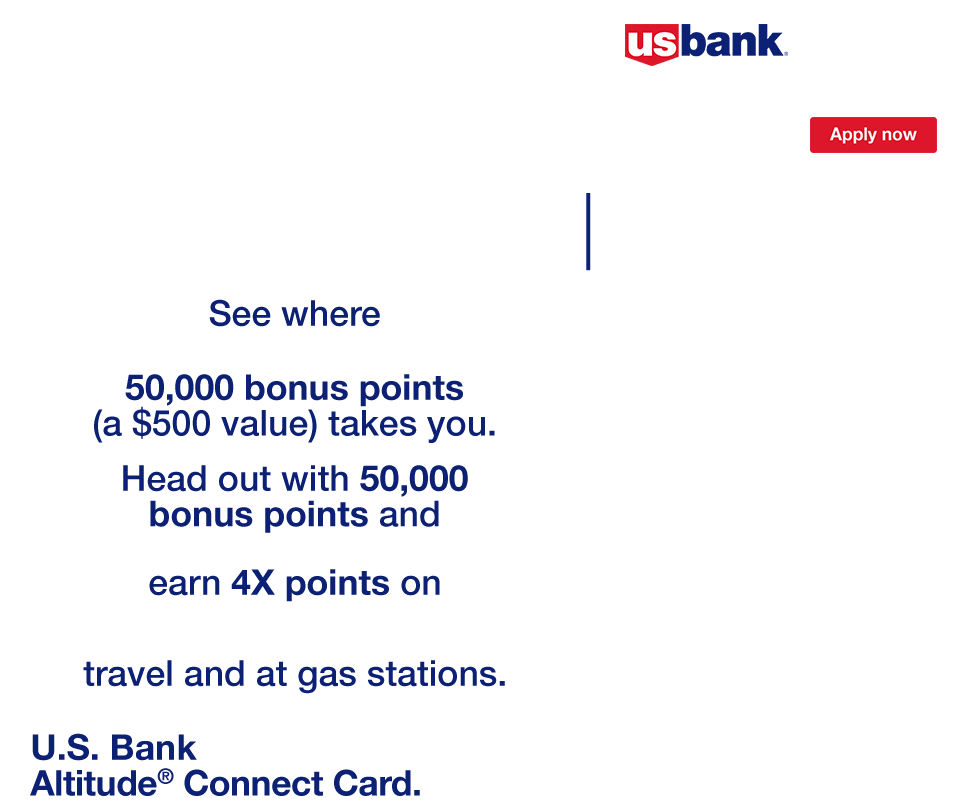 usbank.
Apply now
See where
50,000 bonus points
(a $500 value) takes you.
Head out with 50,000
bonus points and
earn 4X points on
travel and at gas stations.
U.S. Bank
Altitude® Connect Card.